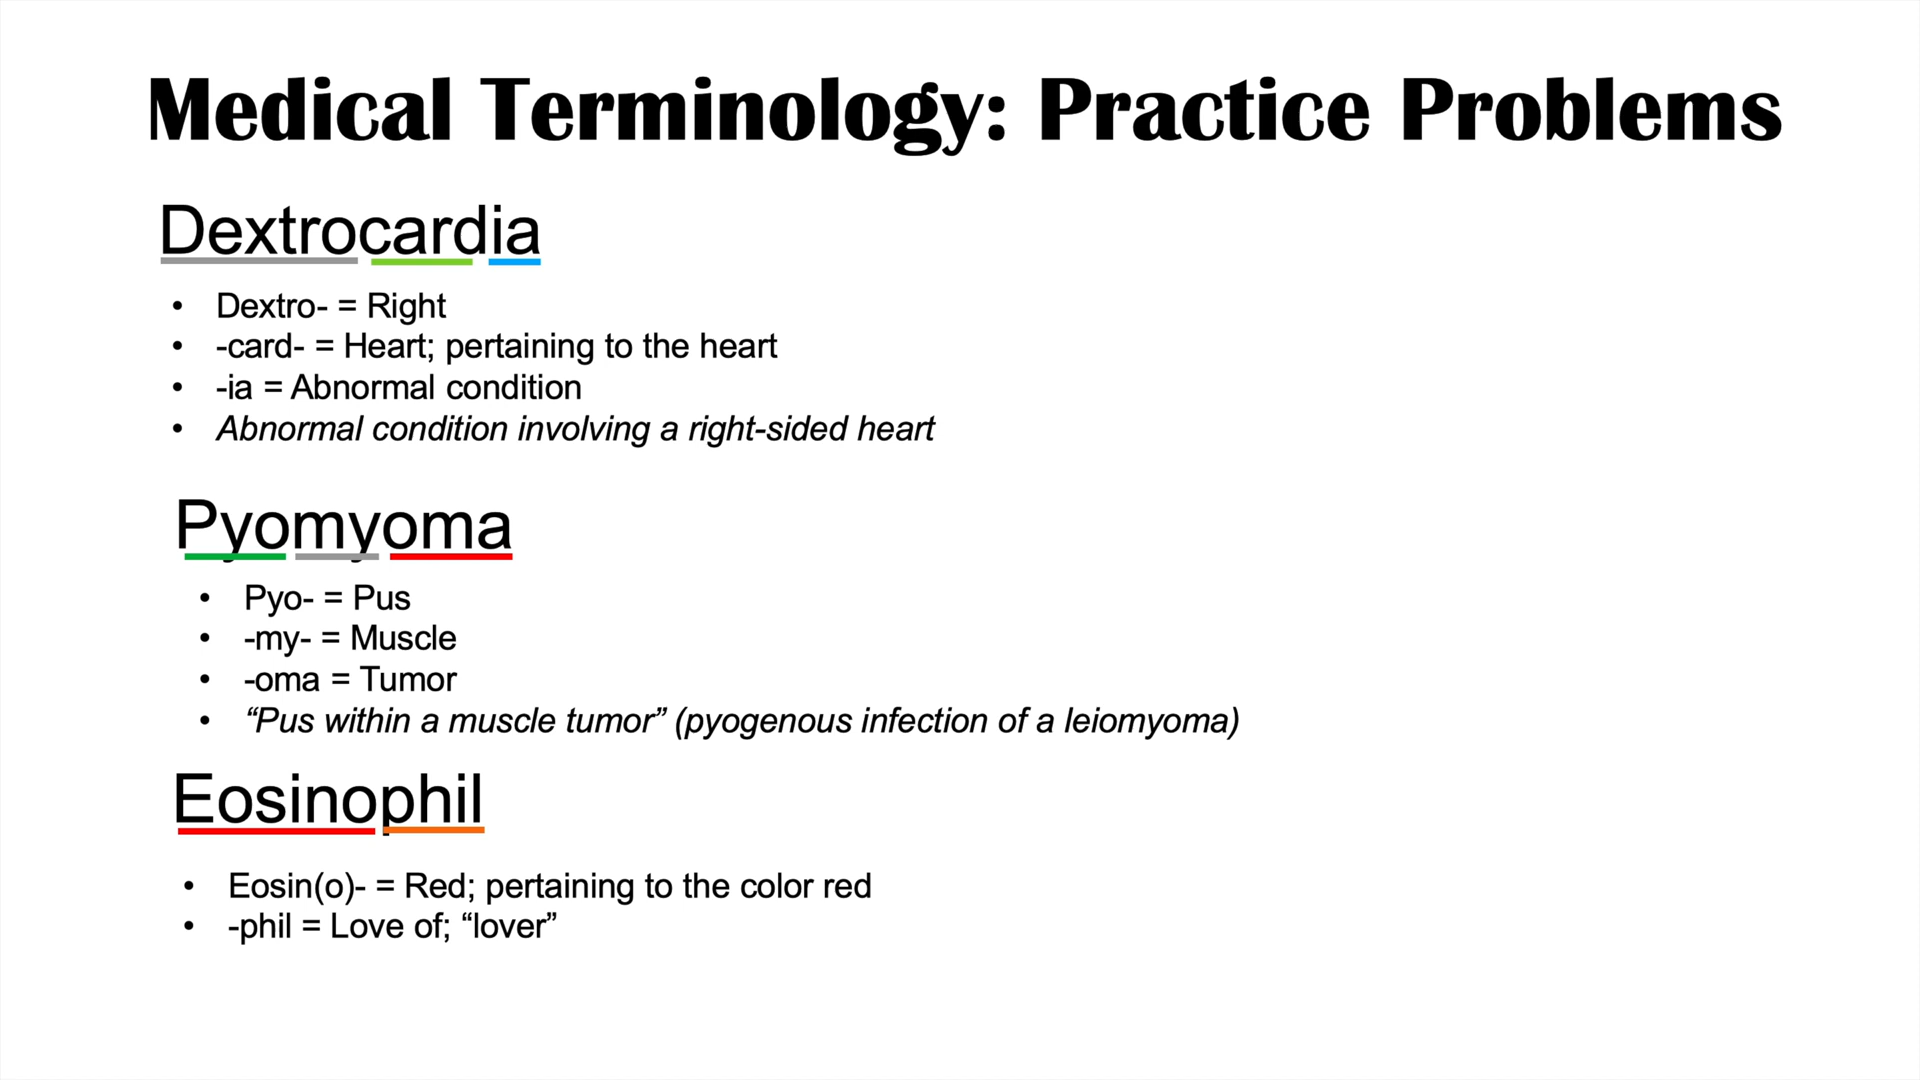 Medical Terminology: Practice Problems
Dextrocardia
• Dextro- = Right
• -card- = Heart; pertaining to the heart
• -ia = Abnormal condition
• Abnormal condition involving a right-sided heart
Pyomyoma
• Pyo- = Pus
• -my- = Muscle
• -oma = Tumor
• “Pus within a muscle tumor” (pyogenous infection of a leiomyoma)
Eosinophil
• Eosin(o)- = Red; pertaining to the color red
• -phil = Love of; “lover”